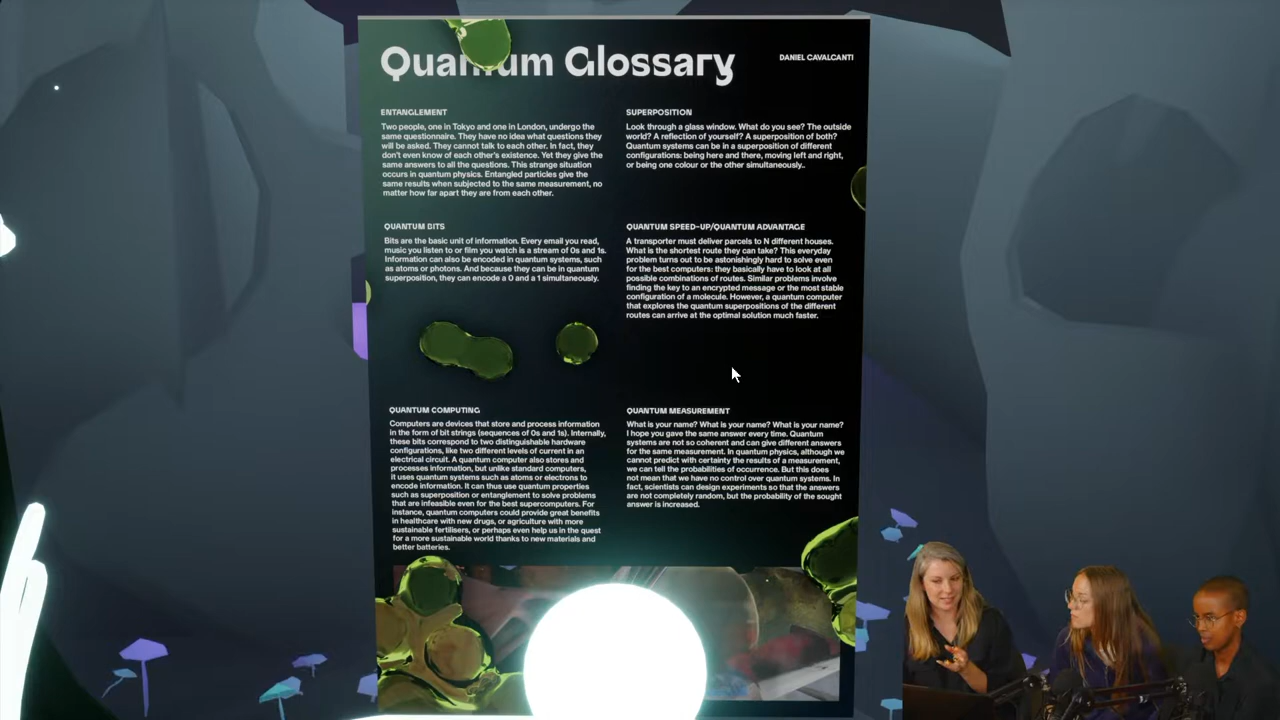 Quantum Glossary
DANIEL CAVALCANTI
ENTANGLEMENT
Two people, one in Tokyo and one in London, undergo the
same questionnaire. They have no idea what questions they
will be asked. They cannot talk to each other. In fact, they
don't even know of each other's existence. Yet they give the
same answers to all the questions. This strange situation
occurs in quantum physics. Entangled particles give the
same results when subjected to the same measurement, no
matter how far apart they are from each other.
SUPERPOSITION
Look through a glass window. What do you see? The outside
world? A reflection of yourself? A superposition of both?
Quantum systems can be in a superposition of different
configurations: being here and there, moving left and right,
or being one colour or the other simultaneously..
QUANTUM BITS
Bits are the basic unit of information. Every email you read,
music you listen to or film you watch is a stream of 0s and 1s.
Information can also be encoded in quantum systems, such
as atoms or photons. And because they can be in quantum
superposition, they can encode a 0 and a 1 simultaneously.
QUANTUM SPEED-UP/QUANTUM ADVANTAGE
A transporter must deliver parcels to N different houses.
What is the shortest route they can take? This everyday
problem turns out to be astonishingly hard to solve even
for the best computers: they basically have to look at all
possible combinations of routes. Similar problems involve
finding the key to an encrypted message or the most stable
configuration of a molecule. However, a quantum computer
that explores the quantum superpositions of the different
routes can arrive at the optimal solution much faster.
QUANTUM COMPUTING
Computers are devices that store and process information
in the form of bit strings (sequences of 0s and 1s). Internally,
these bits correspond to two distinguishable hardware
configurations, like two different levels of current in an
electrical circuit. A quantum computer also stores and
processes information, but unlike standard computers,
it uses quantum systems such as atoms or electrons to
encode information. It can thus use quantum properties
such as superposition or entanglement to solve problems
that are infeasible even for the best supercomputers. For
instance, quantum computers could provide great benefits
in healthcare with new drugs, or agriculture with more
sustainable fertilisers, or perhaps even help us in the quest
for a more sustainable world thanks to new materials and
better batteries.
QUANTUM MEASUREMENT
What is your name? What is your name? What is your name?
I hope you gave the same answer every time. Quantum
systems are not so coherent and can give different answers
for the same measurement. In quantum physics, although we
cannot predict with certainty the results of a measurement,
we can tell the probabilities of occurrence. But this does
not mean that we have no control over quantum systems. In
fact, scientists can design experiments so that the answers
are not completely random, but the probability of the sought
answer is increased.